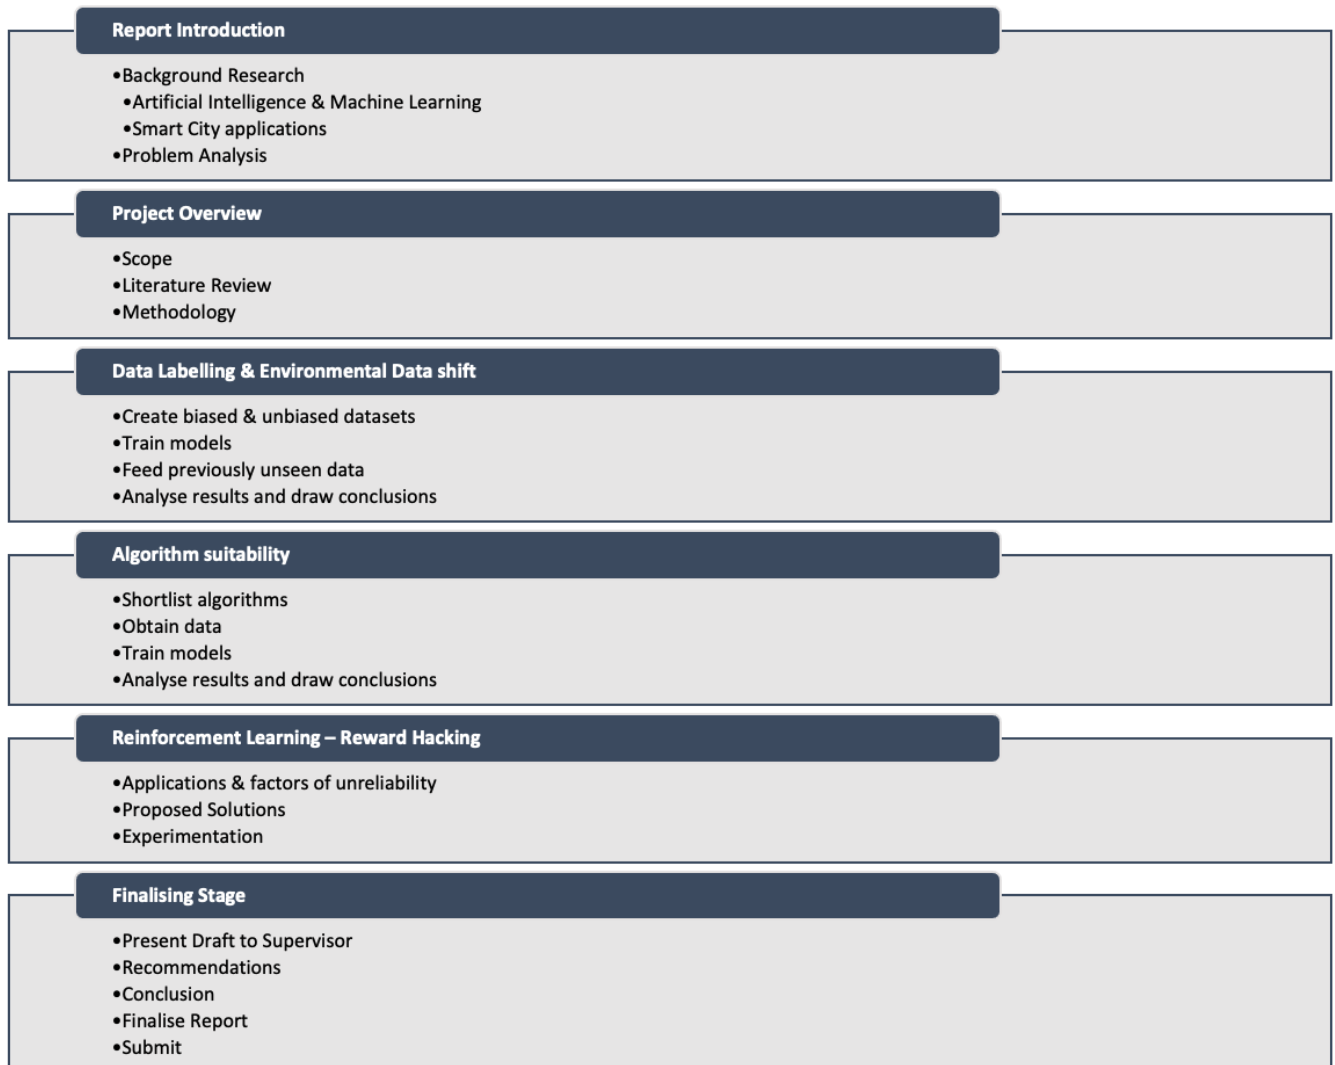 Report Introduction
•Background Research
•Artificial Intelligence & Machine Learning
•Smart City applications
•Problem Analysis
Project Overview
•Scope
•Literature Review
•Methodology
Data Labelling & Environmental Data shift
•Create biased & unbiased datasets
•Train models
•Feed previously unseen data
•Analyse results and draw conclusions
Algorithm suitability
•Shortlist algorithms
•Obtain data
•Train models
•Analyse results and draw conclusions
Reinforcement Learning – Reward Hacking
•Applications & factors of unreliability
•Proposed Solutions
•Experimentation
Finalising Stage
•Present Draft to Supervisor
•Recommendations
•Conclusion
•Finalise Report
•Submit